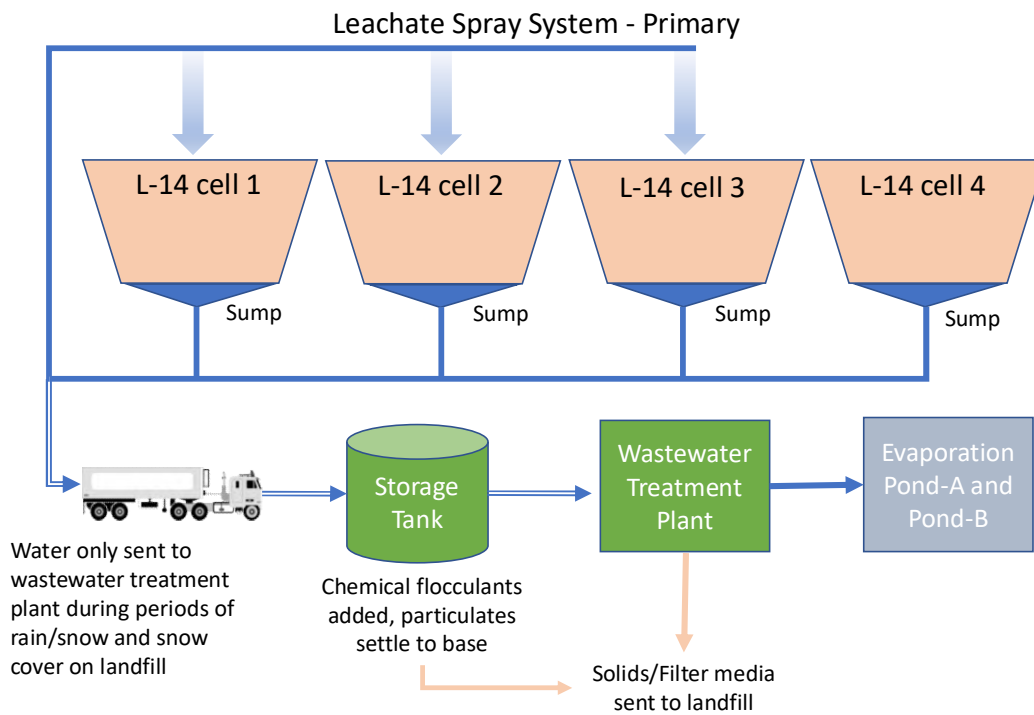 Leachate Spray System - Primary
L-14 cell 1
L-14 cell 2
L-14 cell 3
L-14 cell 4
Sump
Sump
Sump
Sump
Water only sent to
wastewater treatment
plant during periods of
rain/snow and snow
cover on landfill
Storage
Tank
Chemical flocculants
added, particulates
settle to base
Wastewater
Treatment
Plant
Evaporation
Pond-A and
Pond-B
Solids/Filter media
sent to landfill